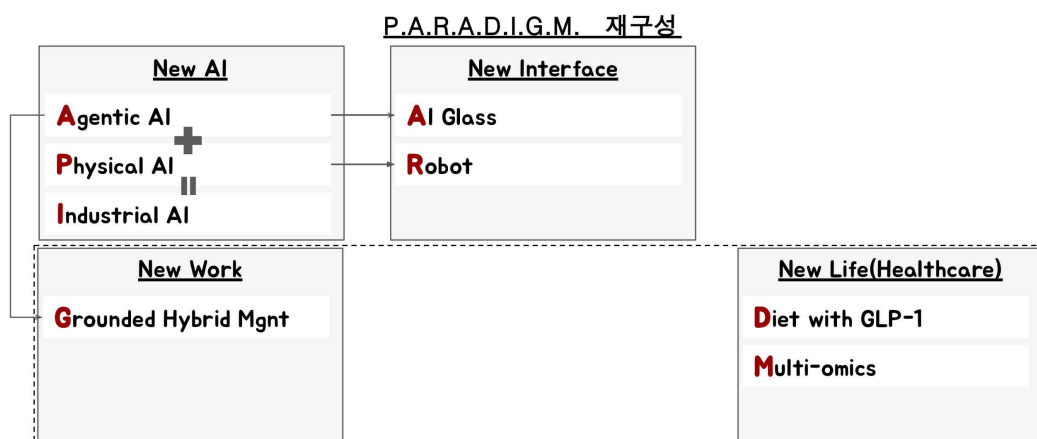 P.A.R.A.D.I.G.M. 재구성
New AI
Agentic AI
+
Physical AI
=
Industrial AI
New Interface
AI Glass
Robot
New Work
Grounded Hybrid Mgnt
New Life(Healthcare)
Diet with GLP-1
Multi-omics